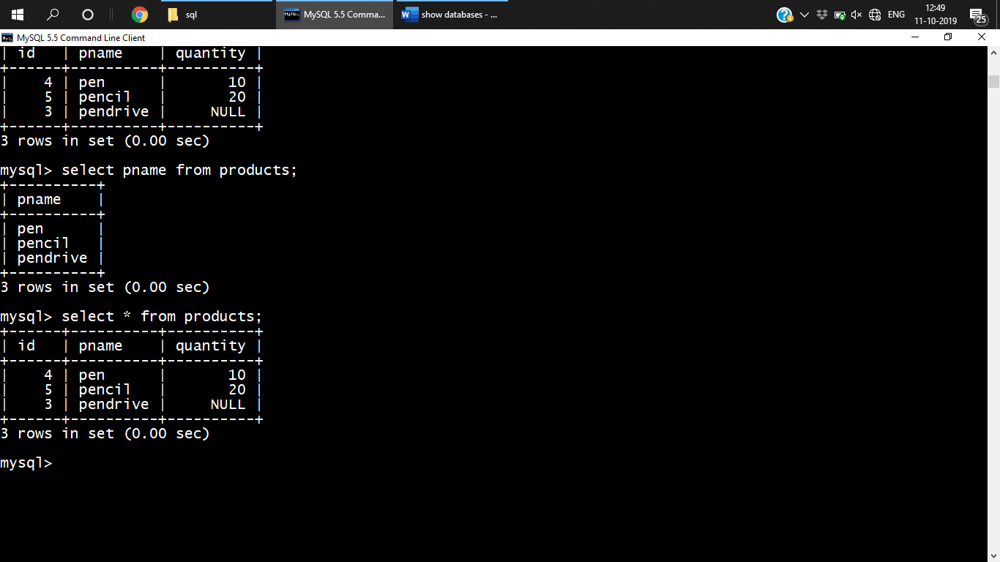 sql
MySQL 5.5 Comma...
show databases - ...
ENG
12:49
11-10-2019
25
MySQL 5.5 Command Line Client
| id   | pname    | quantity |
+------+----------+----------+
|    4 | pen      |       10 |
|    5 | pencil   |       20 |
|    3 | pendrive |     NULL |
+------+----------+----------+
3 rows in set (0.00 sec)
mysql> select pname from products;
+----------+
| pname    |
+----------+
| pen      |
| pencil   |
| pendrive |
+----------+
3 rows in set (0.00 sec)
mysql> select * from products;
+------+----------+----------+
| id   | pname    | quantity |
+------+----------+----------+
|    4 | pen      |       10 |
|    5 | pencil   |       20 |
|    3 | pendrive |     NULL |
+------+----------+----------+
3 rows in set (0.00 sec)
mysql>